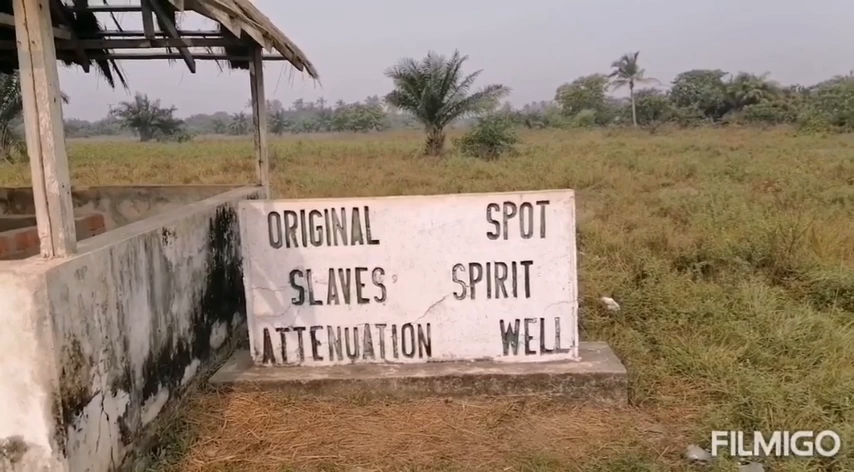 ORIGINAL SPOT
SLAVES' SPIRIT
ATTENUATION WELL
FILMIGO